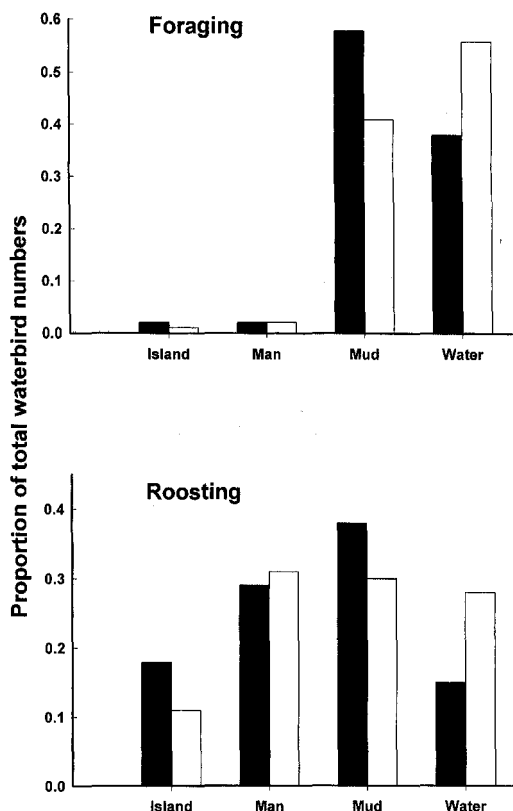 Proportion of total waterbird numbers
Foraging
0.6
0.5
0.4
0.3
0.2
0.1
0.0
Island Man Mud Water
Roosting
0.4
0.3
0.2
0.1
0.0
Island Man Mud Water